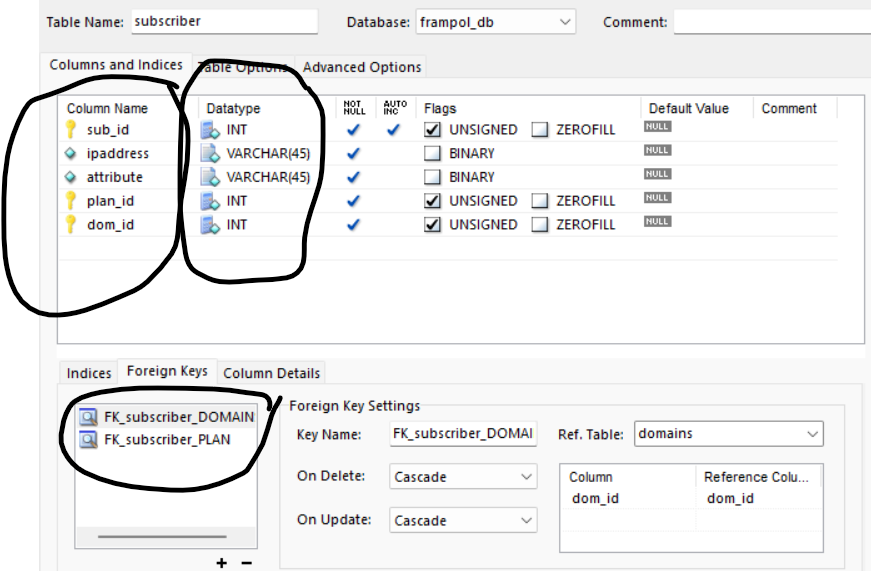 Table Name: subscriber Database: frampol_db Comment:
Columns and Indices Table Options Advanced Options
Column Name Datatype NOT NULL AUTO INC Flags Default Value Comment
sub_id INT UNSIGNED ZEROFILL NULL
ipaddress VARCHAR(45) BINARY NULL
attribute VARCHAR(45) BINARY NULL
plan_id INT UNSIGNED ZEROFILL NULL
dom_id INT UNSIGNED ZEROFILL NULL
Indices Foreign Keys Column Details
FK_subscriber_DOMAIN
FK_subscriber_PLAN
Foreign Key Settings
Key Name: FK_subscriber_DOMAI Ref. Table: domains
On Delete: Cascade
On Update: Cascade
Column Reference Colu...
dom_id dom_id
+ −